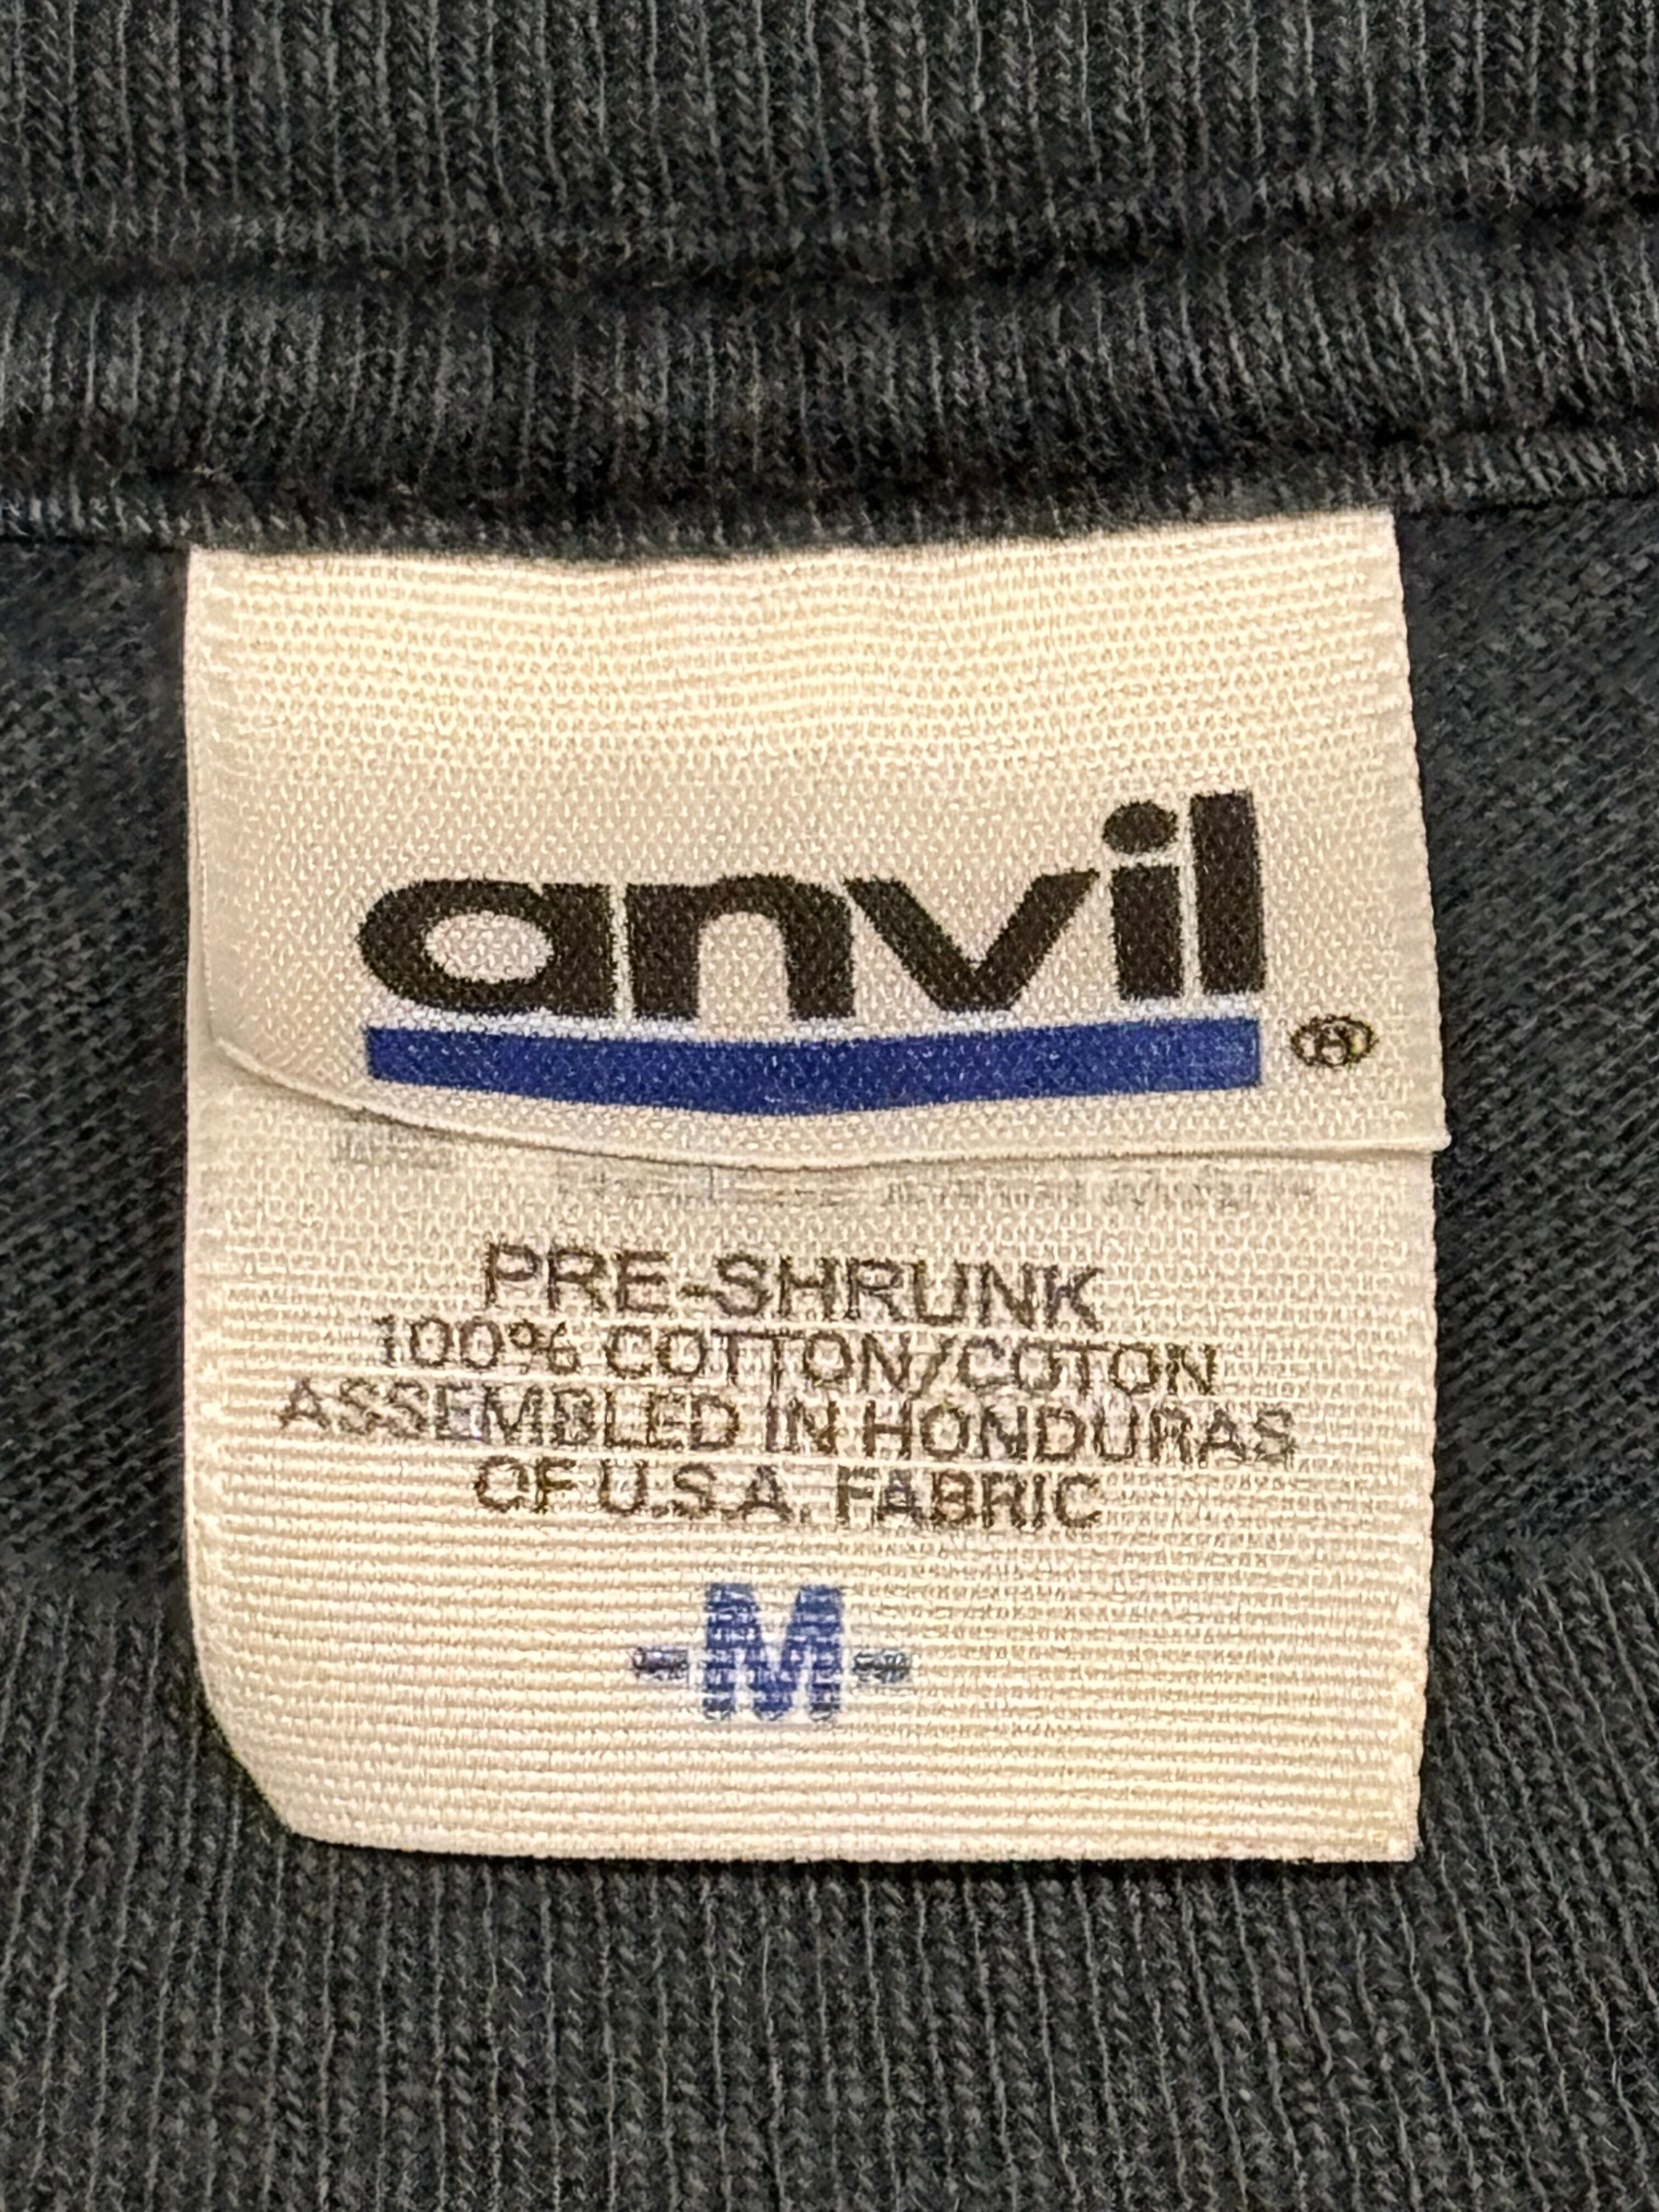 anvil
®
PRE-SHRUNK
100% COTTON/COTON
ASSEMBLED IN HONDURAS
OF U.S.A. FABRIC
-M-